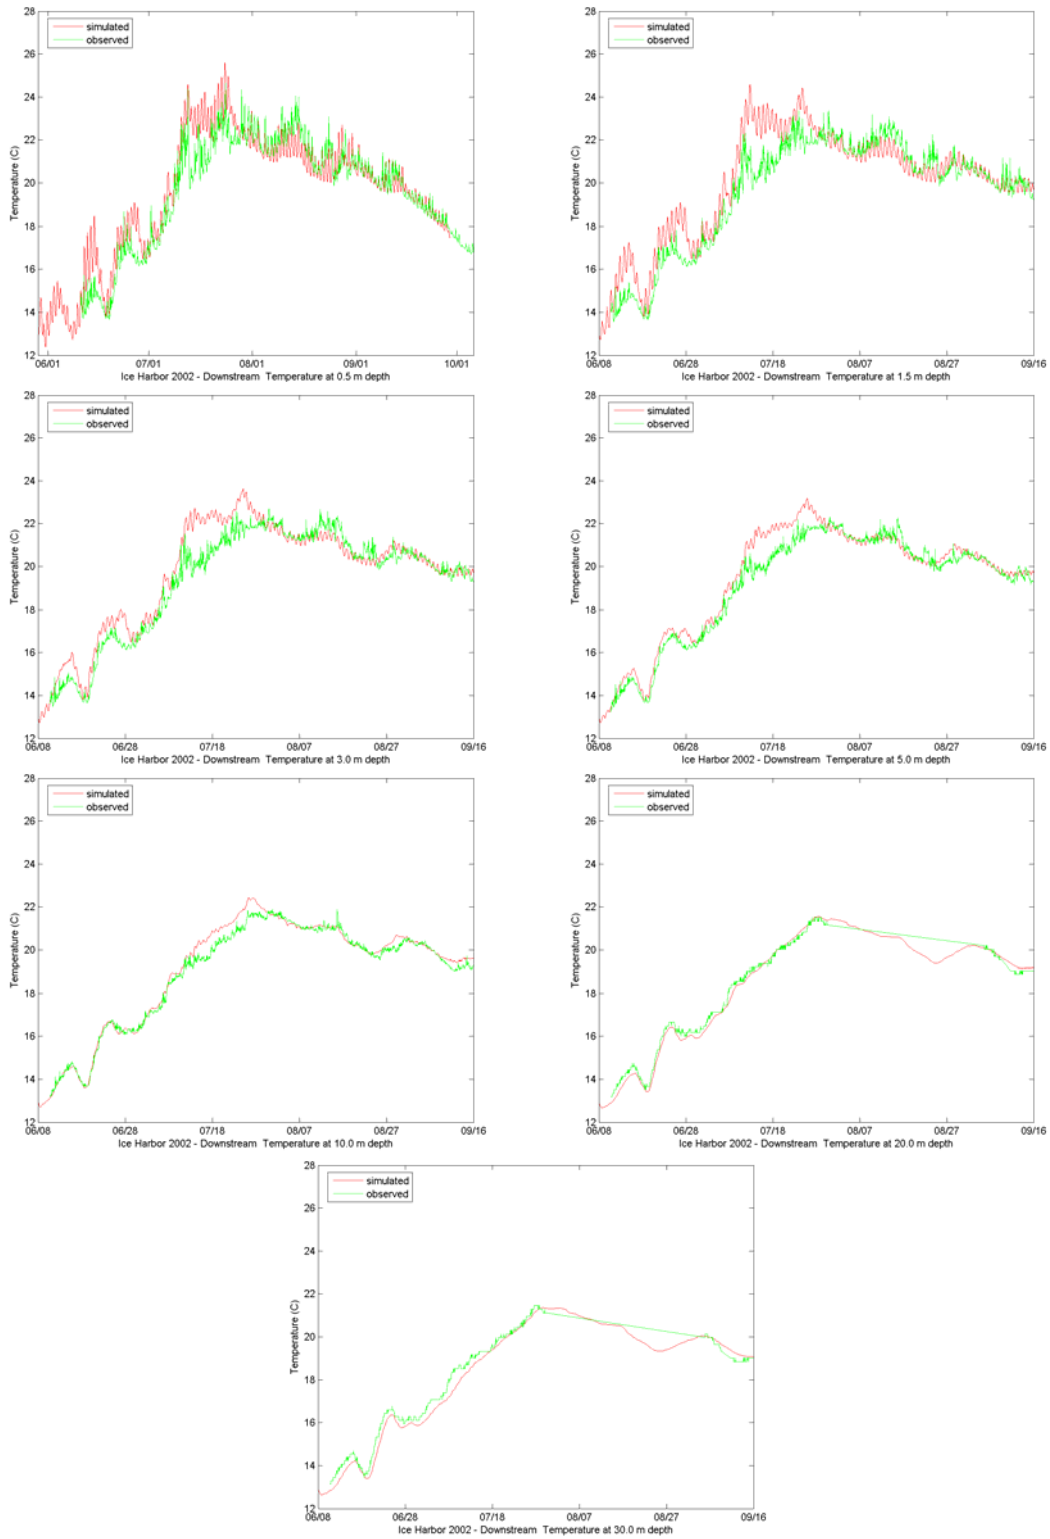 28
26
24
22
20
18
16
14
12
Temperature (C)
simulated
observed
06/01 07/01 08/01 09/01 10/01
Ice Harbor 2002 - Downstream Temperature at 0.5 m depth
28
26
24
22
20
18
16
14
12
Temperature (C)
simulated
observed
06/08 06/28 07/18 08/07 08/27 09/16
Ice Harbor 2002 - Downstream Temperature at 1.5 m depth
28
26
24
22
20
18
16
14
12
Temperature (C)
simulated
observed
06/08 06/28 07/18 08/07 08/27 09/16
Ice Harbor 2002 - Downstream Temperature at 3.0 m depth
28
26
24
22
20
18
16
14
12
Temperature (C)
simulated
observed
06/08 06/28 07/18 08/07 08/27 09/16
Ice Harbor 2002 - Downstream Temperature at 5.0 m depth
28
26
24
22
20
18
16
14
12
Temperature (C)
simulated
observed
06/08 06/28 07/18 08/07 08/27 09/16
Ice Harbor 2002 - Downstream Temperature at 10.0 m depth
28
26
24
22
20
18
16
14
12
Temperature (C)
simulated
observed
06/08 06/28 07/18 08/07 08/27 09/16
Ice Harbor 2002 - Downstream Temperature at 20.0 m depth
28
26
24
22
20
18
16
14
12
Temperature (C)
simulated
observed
06/08 06/28 07/18 08/07 08/27 09/16
Ice Harbor 2002 - Downstream Temperature at 30.0 m depth